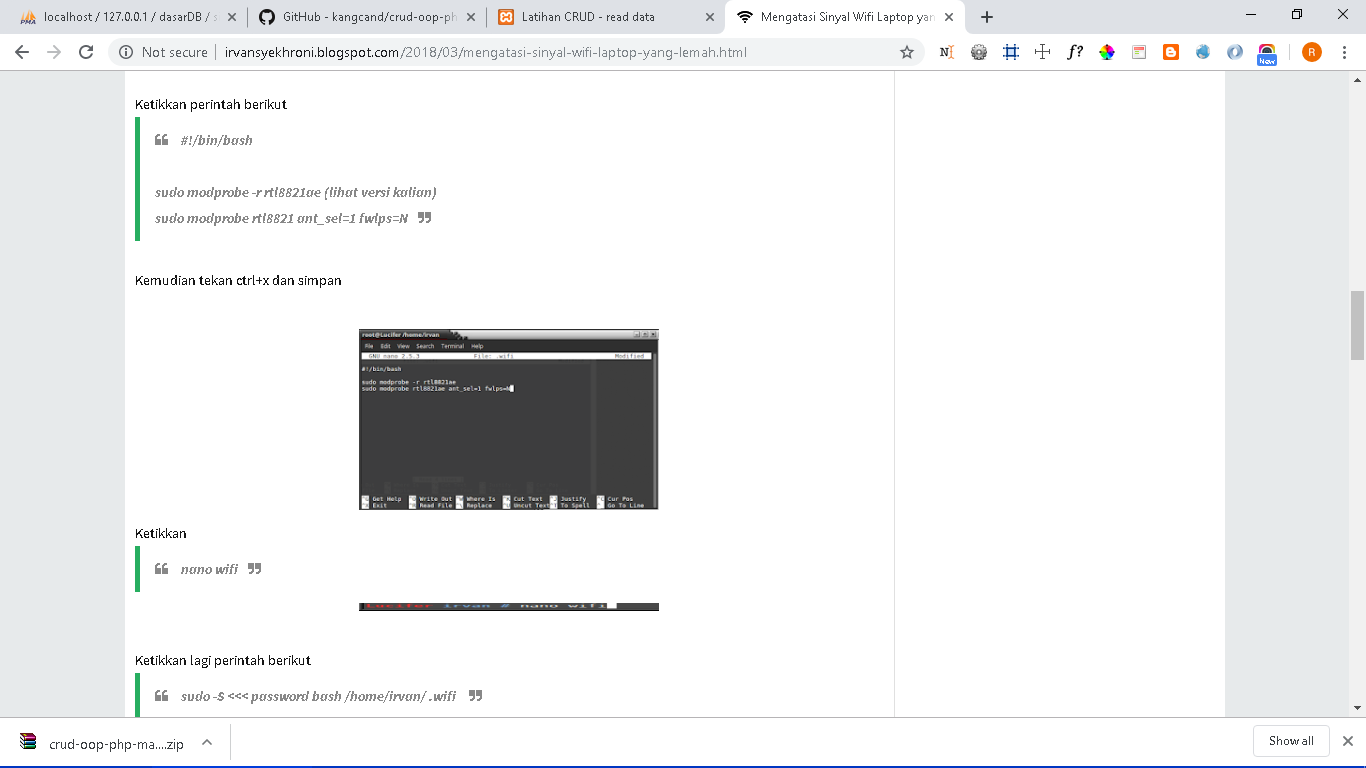 localhost / 127.0.0.1 / dasarDB / s
GitHub - kangcand/crud-oop-ph
Latihan CRUD - read data
Mengatasi Sinyal Wifi Laptop yan
Not secure
irvansyekhroni.blogspot.com/2018/03/mengatasi-sinyal-wifi-laptop-yang-lemah.html
New
R
Ketikkan perintah berikut
#!/bin/bash
sudo modprobe -r rtl8821ae (lihat versi kalian)
sudo modprobe rtl8821 ant_sel=1 fwlps=N
Kemudian tekan ctrl+x dan simpan
root@Lucifer /home/irvan
File Edit View Search Terminal Help
GNU nano 2.5.3 File: .wifi Modified
#!/bin/bash
sudo modprobe -r rtl8821ae
sudo modprobe rtl8821ae ant_sel=1 fwlps=N
Get Help Write Out Where Is Cut Text Justify Cur Pos
Exit Read File Replace Uncut Text To Spell Go To Line
Ketikkan
nano wifi
Lucifer irvan # nano wifi
Ketikkan lagi perintah berikut
sudo -S <<< password bash /home/irvan/ .wifi
crud-oop-php-ma....zip
Show all